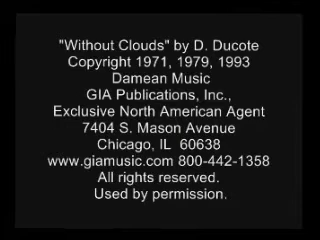 "Without Clouds" by D. Ducote
Copyright 1971, 1979, 1993
Damean Music
GIA Publications, Inc.,
Exclusive North American Agent
7404 S. Mason Avenue
Chicago, IL  60638
www.giamusic.com 800-442-1358
All rights reserved.
Used by permission.